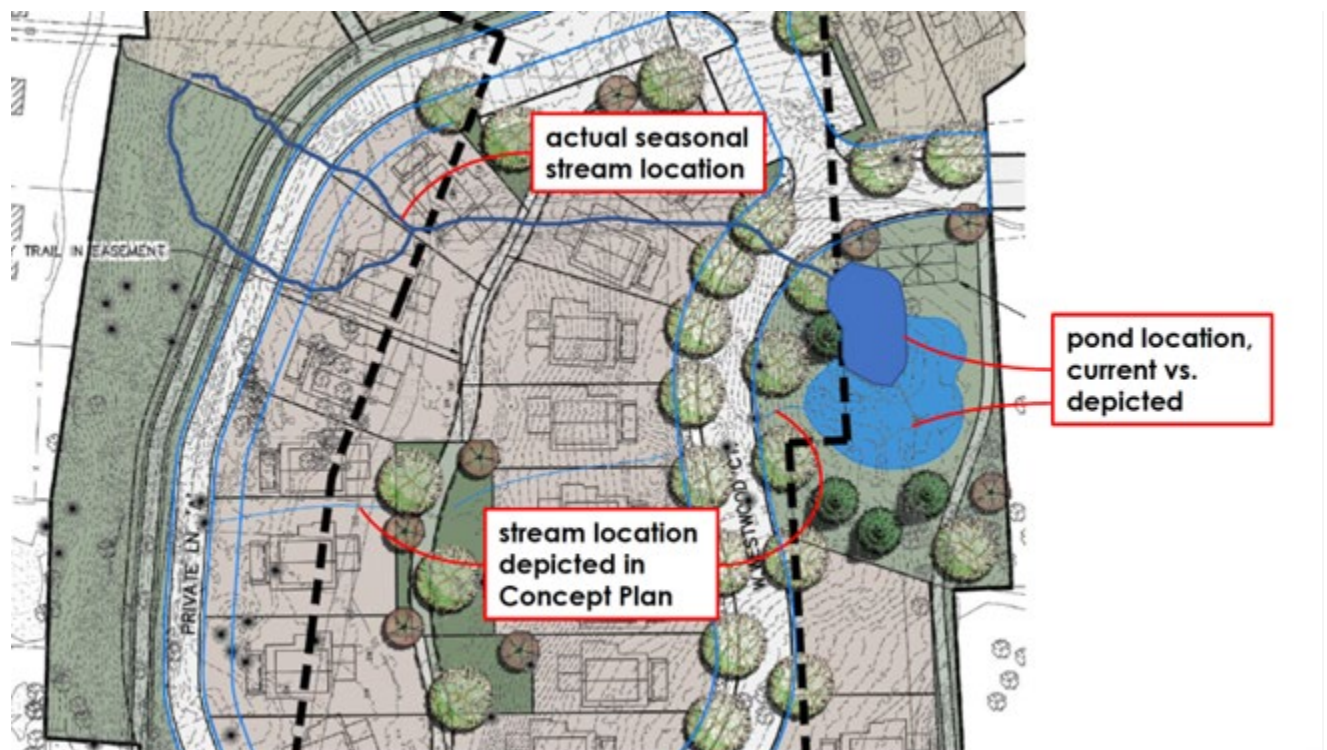 actual seasonal
stream location
TRAIL IN EASEMENT
pond location,
current vs.
depicted
stream location
depicted in
Concept Plan
PRIVATE LN. "A"